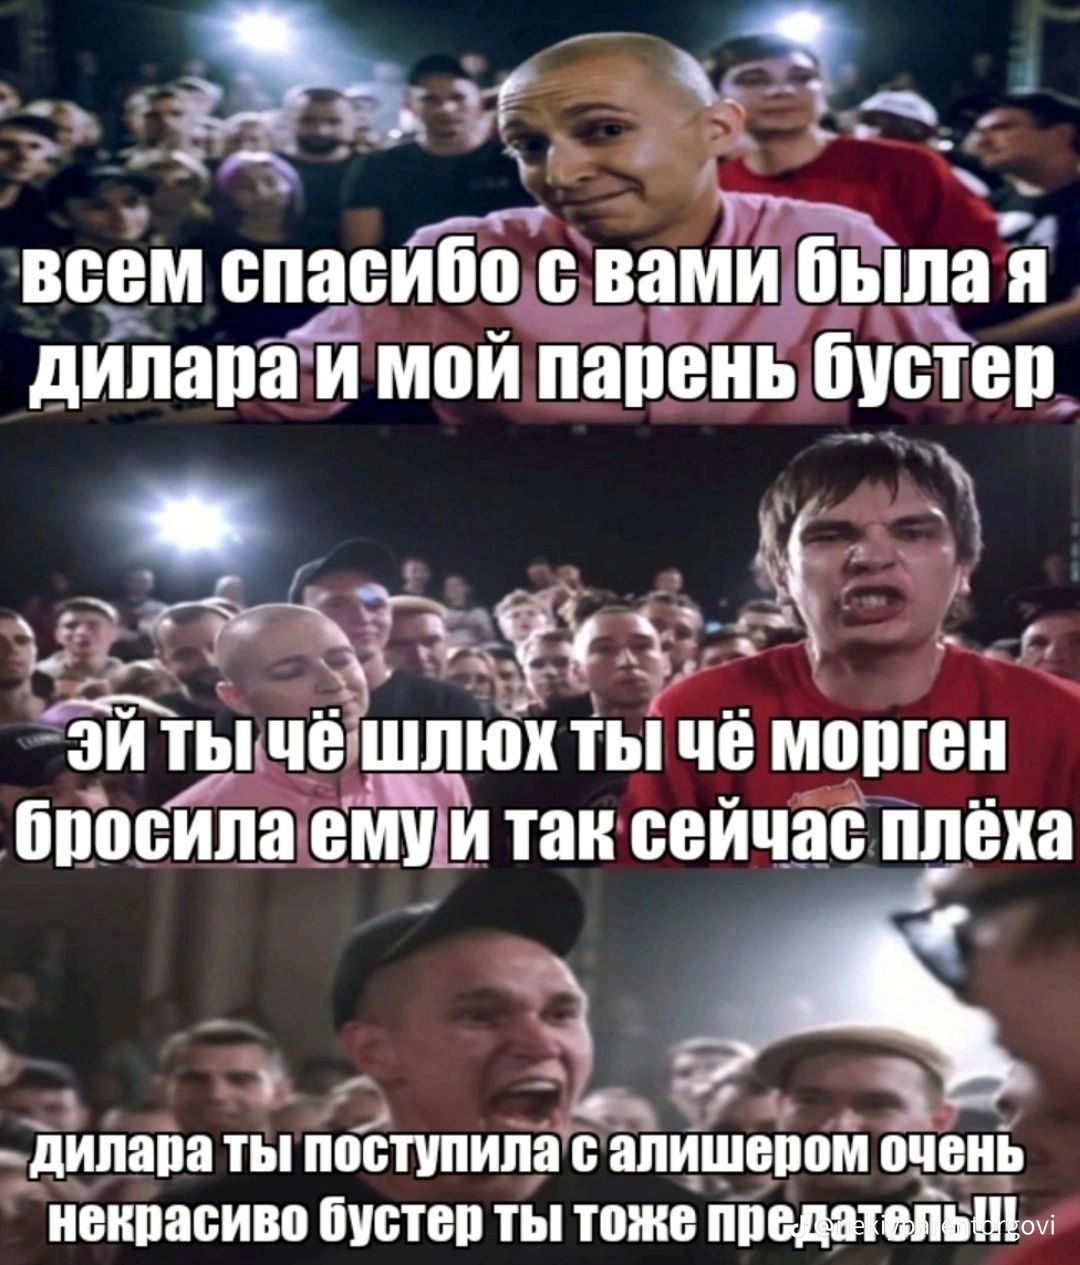 всем спасибо с вами была я
дилара и мой парень бустер
эй ты чё шлюх ты чё морген
бросила ему и так сейчас плёха
дилара ты поступила с алишером очень
некрасиво бустер ты тоже предатель!!!